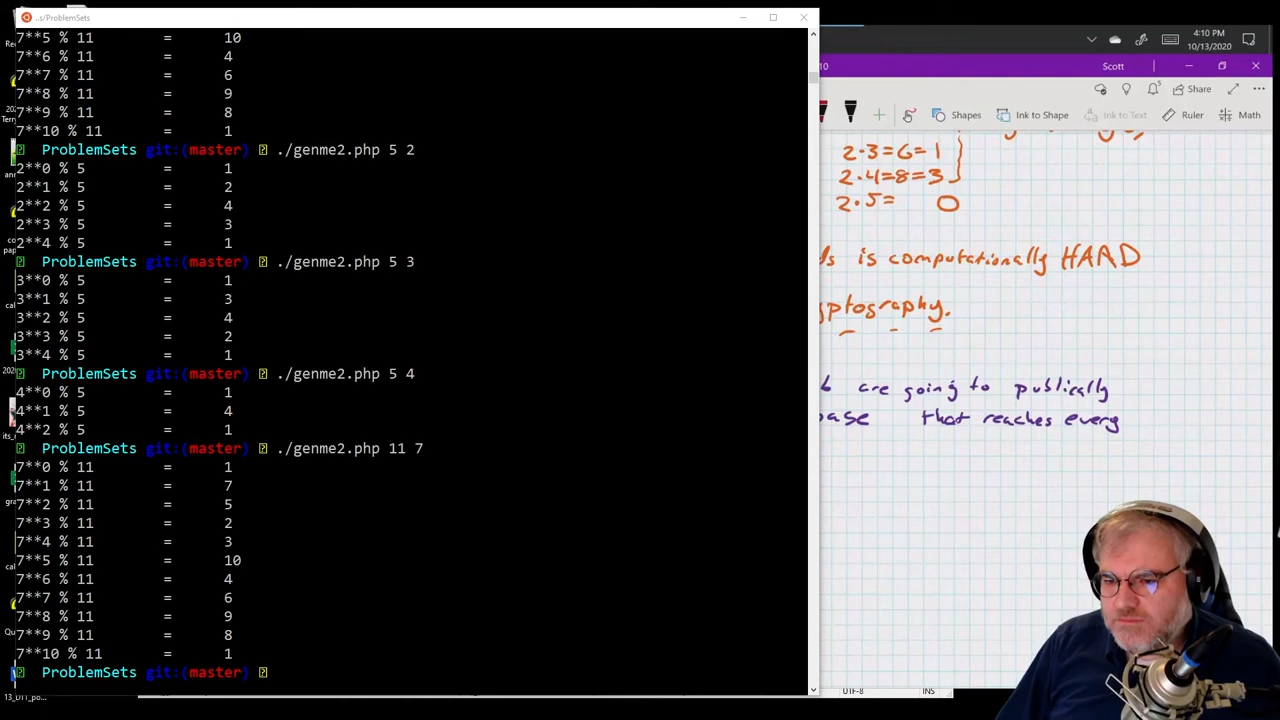 ..s/ProblemSets
7**5 % 11 = 10
7**6 % 11 = 4
7**7 % 11 = 6
7**8 % 11 = 9
7**9 % 11 = 8
7**10 % 11 = 1
ProblemSets git:(master) ./genme2.php 5 2
2**0 % 5 = 1
2**1 % 5 = 2
2**2 % 5 = 4
2**3 % 5 = 3
2**4 % 5 = 1
ProblemSets git:(master) ./genme2.php 5 3
3**0 % 5 = 1
3**1 % 5 = 3
3**2 % 5 = 4
3**3 % 5 = 2
3**4 % 5 = 1
ProblemSets git:(master) ./genme2.php 5 4
4**0 % 5 = 1
4**1 % 5 = 4
4**2 % 5 = 1
ProblemSets git:(master) ./genme2.php 11 7
7**0 % 11 = 1
7**1 % 11 = 7
7**2 % 11 = 5
7**3 % 11 = 2
7**4 % 11 = 3
7**5 % 11 = 10
7**6 % 11 = 4
7**7 % 11 = 6
7**8 % 11 = 9
7**9 % 11 = 8
7**10 % 11 = 1
ProblemSets git:(master)
4:10 PM
10/13/2020
10 Scott
Share
Shapes Ink to Shape Ink to Text Ruler Math
2·3=6=1
2·4=8=3
2·5= 0
is computationally HARD
yptography.
are going to publically
that reaches every
UTF-8 INS